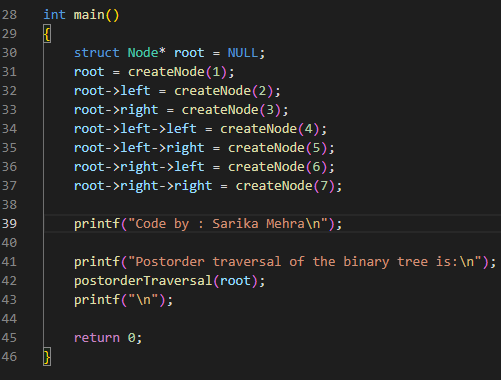 28 int main()
29 {
30     struct Node* root = NULL;
31     root = createNode(1);
32     root->left = createNode(2);
33     root->right = createNode(3);
34     root->left->left = createNode(4);
35     root->left->right = createNode(5);
36     root->right->left = createNode(6);
37     root->right->right = createNode(7);
38
39     printf("Code by : Sarika Mehra\n");
40
41     printf("Postorder traversal of the binary tree is:\n");
42     postorderTraversal(root);
43     printf("\n");
44
45     return 0;
46 }